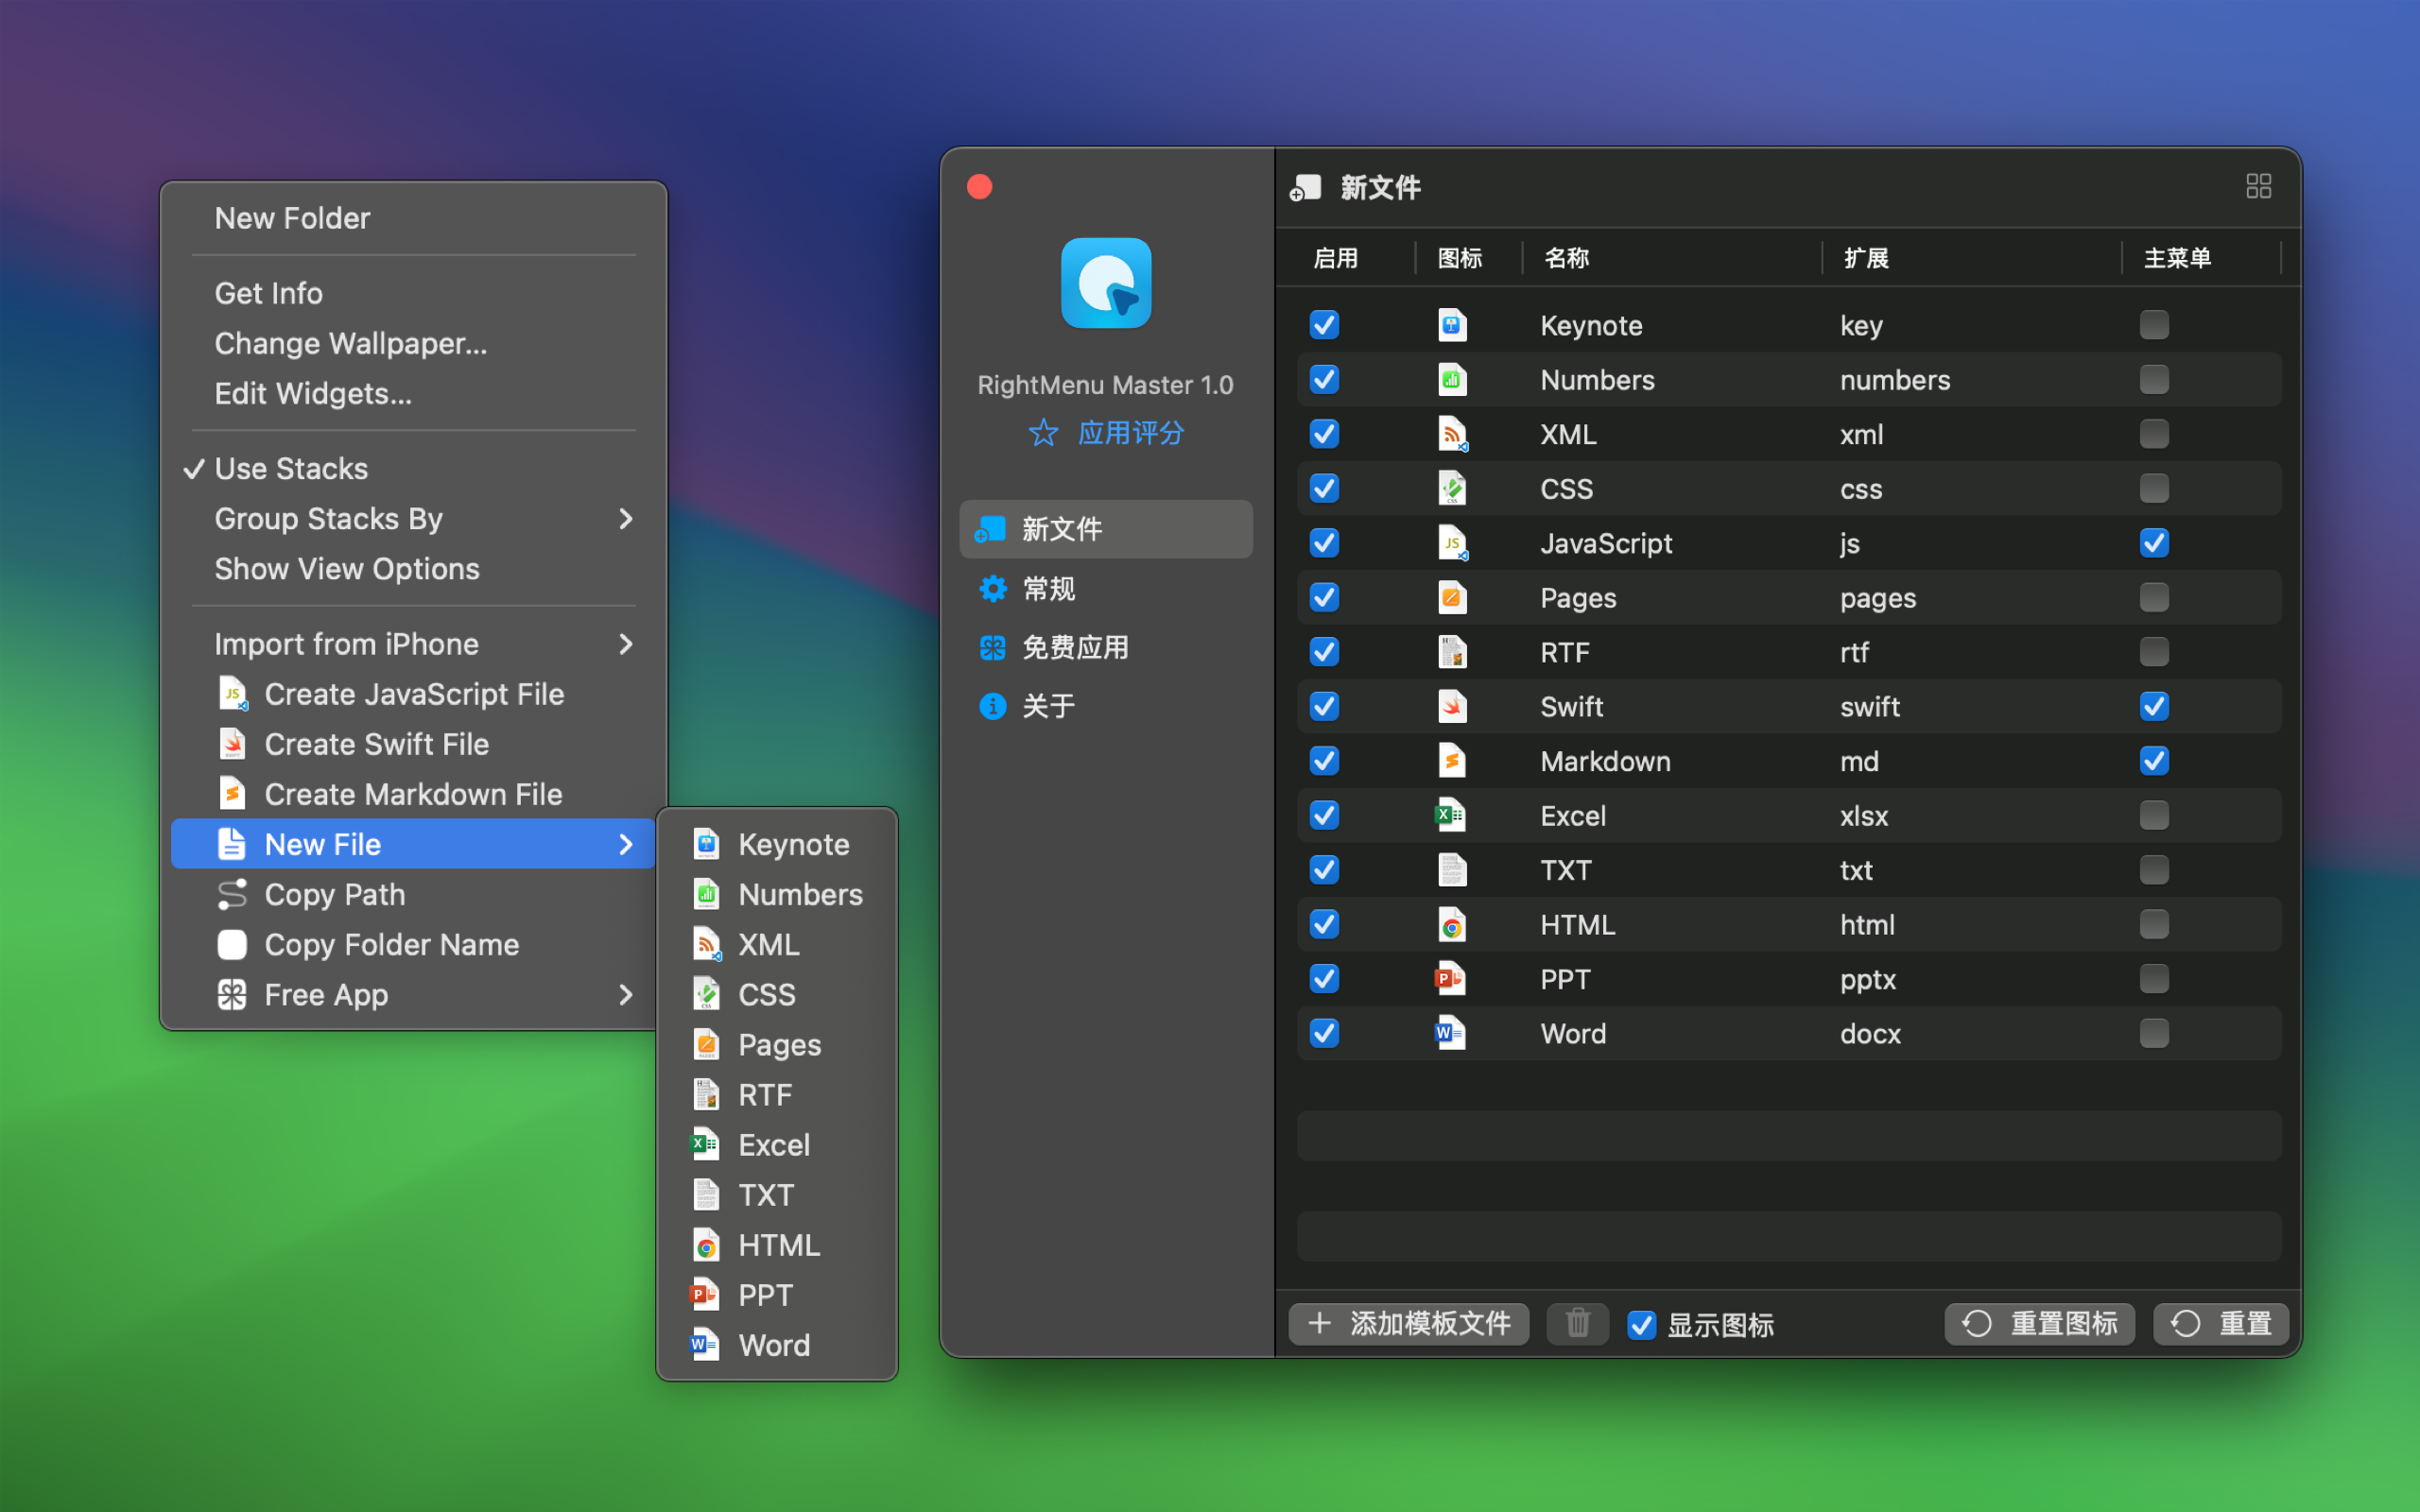 New Folder
Get Info
Change Wallpaper...
Edit Widgets...
Use Stacks
Group Stacks By
Show View Options
Import from iPhone
Create JavaScript File
Create Swift File
Create Markdown File
New File
Copy Path
Copy Folder Name
Free App
Keynote
Numbers
XML
CSS
Pages
RTF
Excel
TXT
HTML
PPT
Word
RightMenu Master 1.0
应用评分
新文件
常规
免费应用
关于
新文件
启用 图标 名称 扩展 主菜单
Keynote key
Numbers numbers
XML xml
CSS css
JavaScript js
Pages pages
RTF rtf
Swift swift
Markdown md
Excel xlsx
TXT txt
HTML html
PPT pptx
Word docx
添加模板文件 显示图标 重置图标 重置